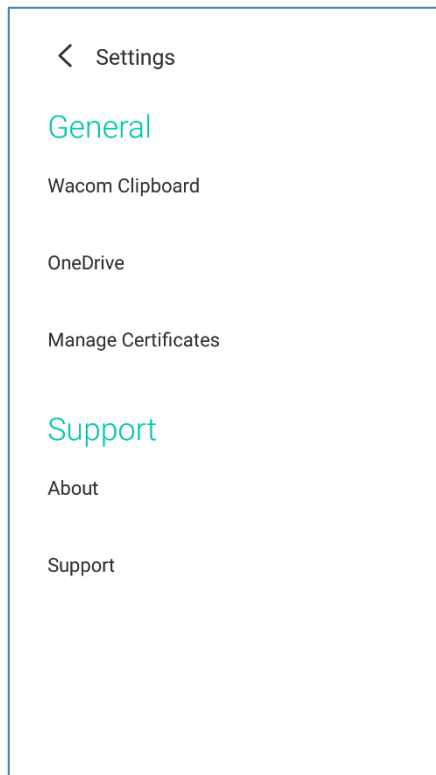 Settings
General
Wacom Clipboard
OneDrive
Manage Certificates
Support
About
Support